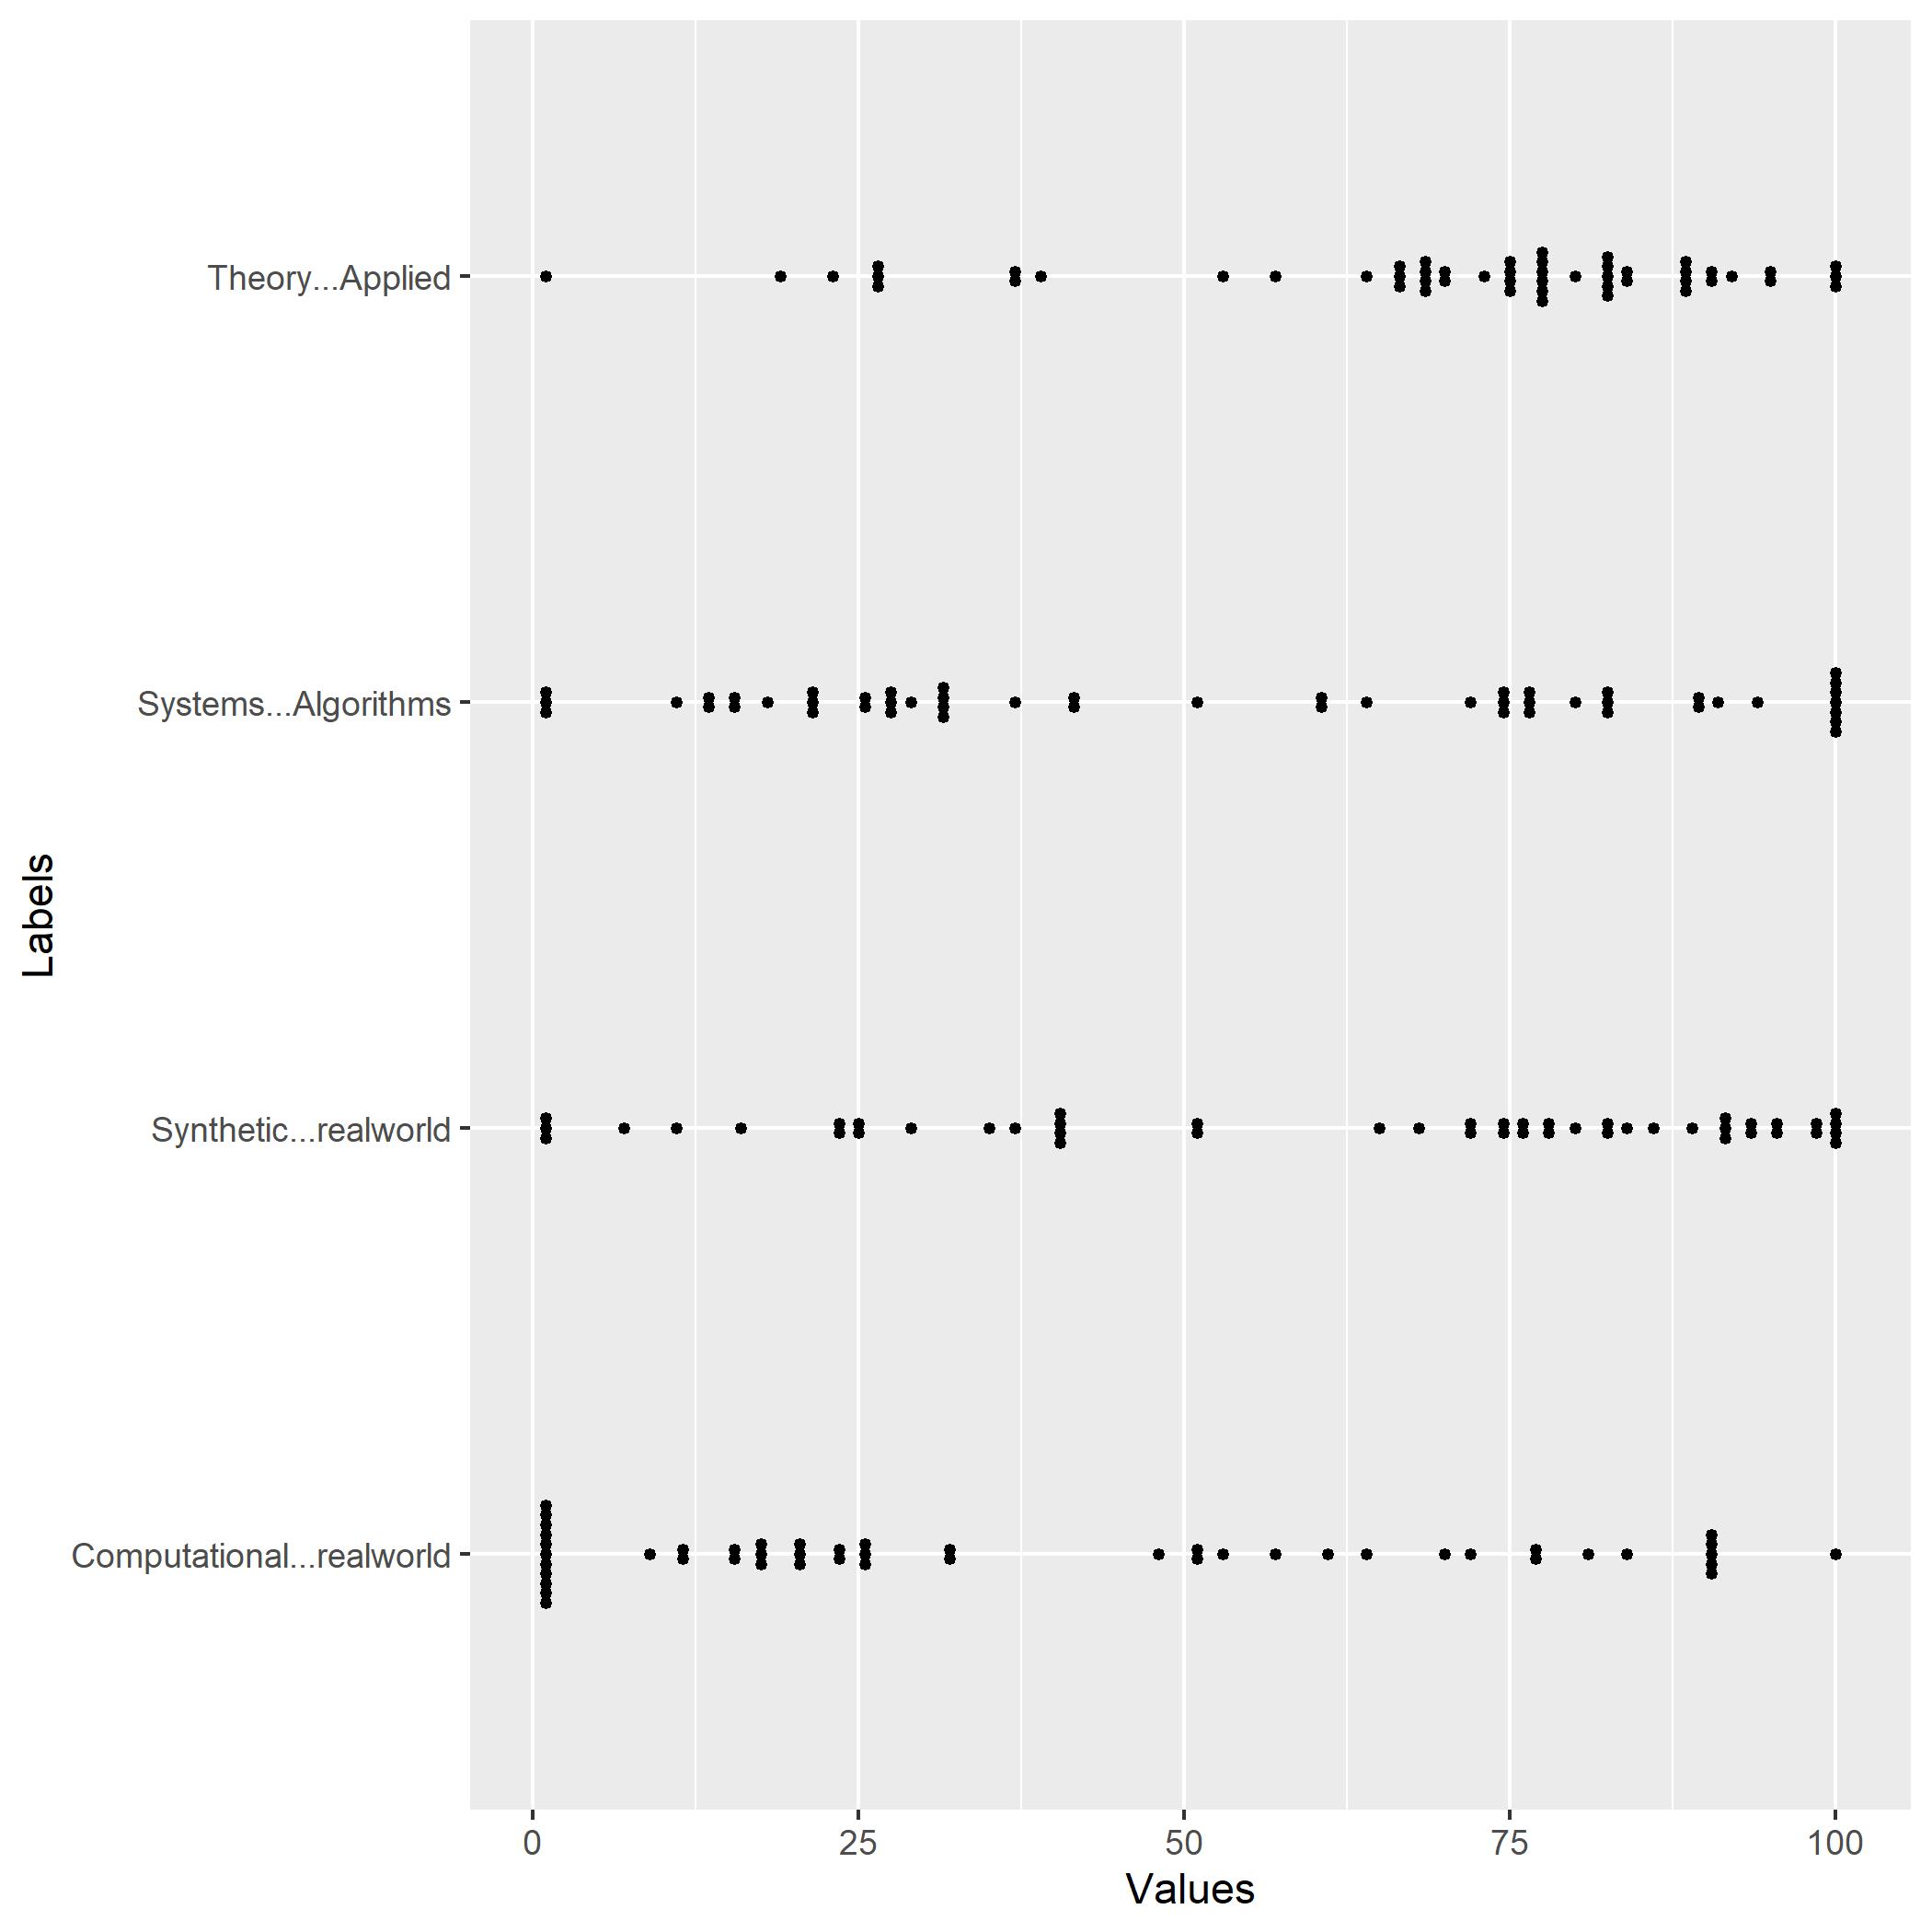 Theory...Applied
Systems...Algorithms
Synthetic...realworld
Computational...realworld
Labels
0 25 50 75 100
Values